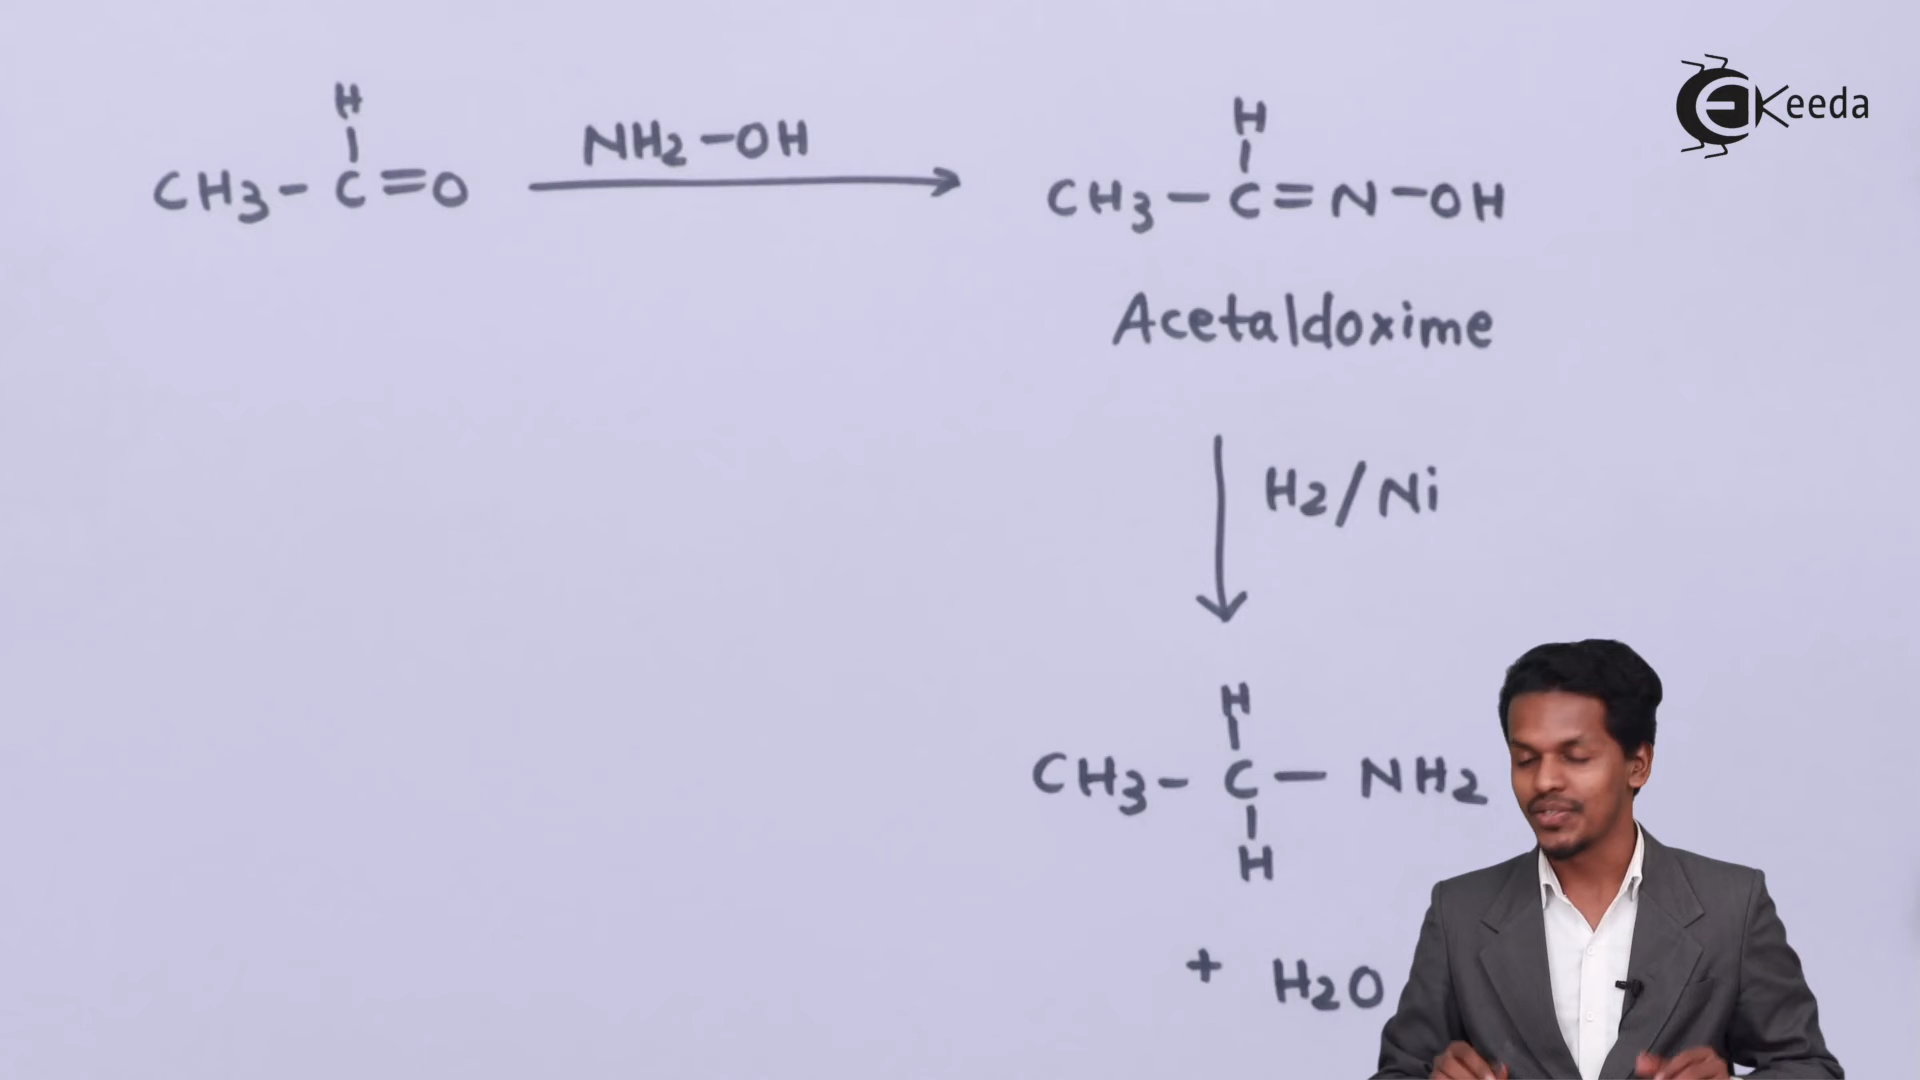 Keeda
H
CH3 - C = O
NH2 - OH
H
CH3 - C = N - OH
Acetaldoxime
H2/Ni
H
CH3 - C - NH2
H
+ H2O